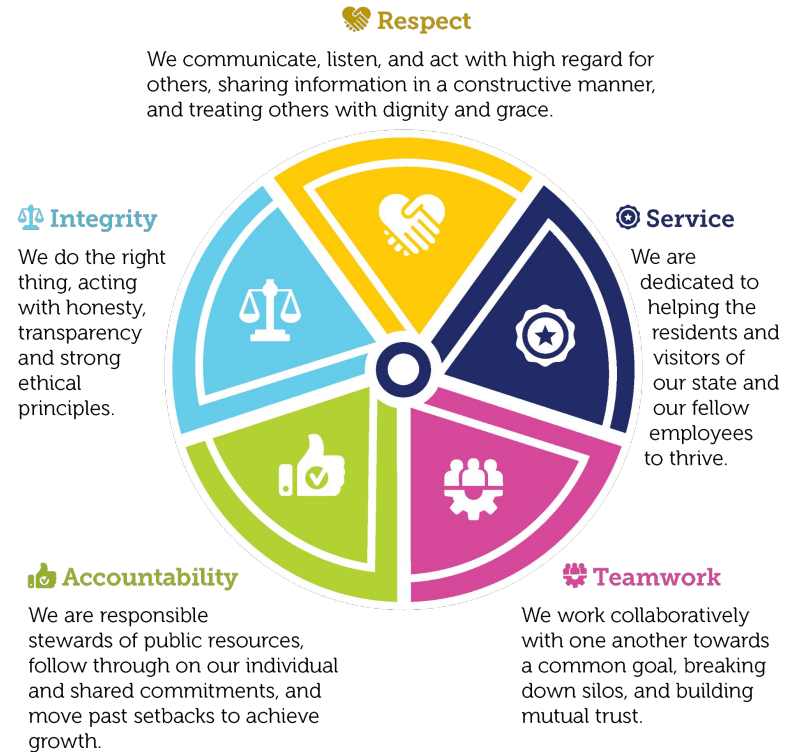 Respect
We communicate, listen, and act with high regard for
others, sharing information in a constructive manner,
and treating others with dignity and grace.
Integrity
We do the right
thing, acting
with honesty,
transparency
and strong
ethical
principles.
Service
We are
dedicated to
helping the
residents and
visitors of
our state and
our fellow
employees
to thrive.
Accountability
We are responsible
stewards of public resources,
follow through on our individual
and shared commitments, and
move past setbacks to achieve
growth.
Teamwork
We work collaboratively
with one another towards
a common goal, breaking
down silos, and building
mutual trust.